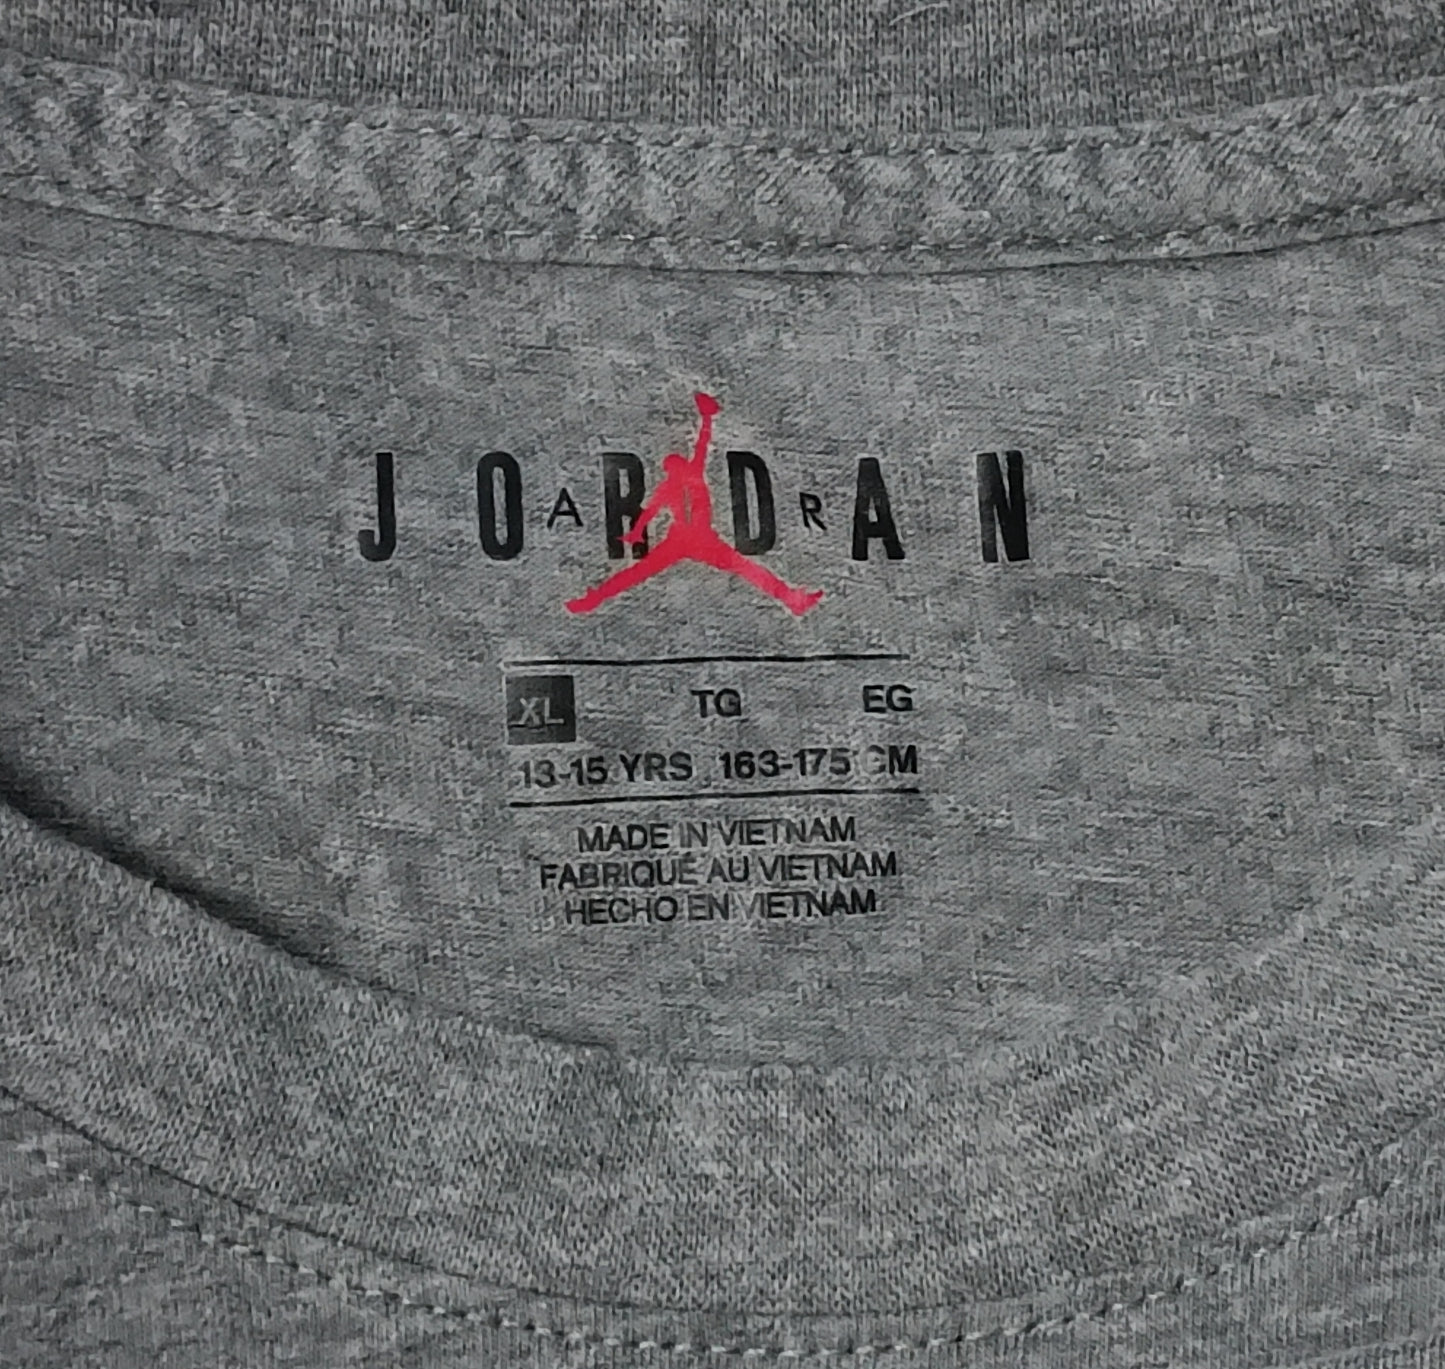 JORDAN
AIR
XL TG EG
13-15 YRS 163-175 CM
MADE IN VIETNAM
FABRIQUÉ AU VIETNAM
HECHO EN VIETNAM